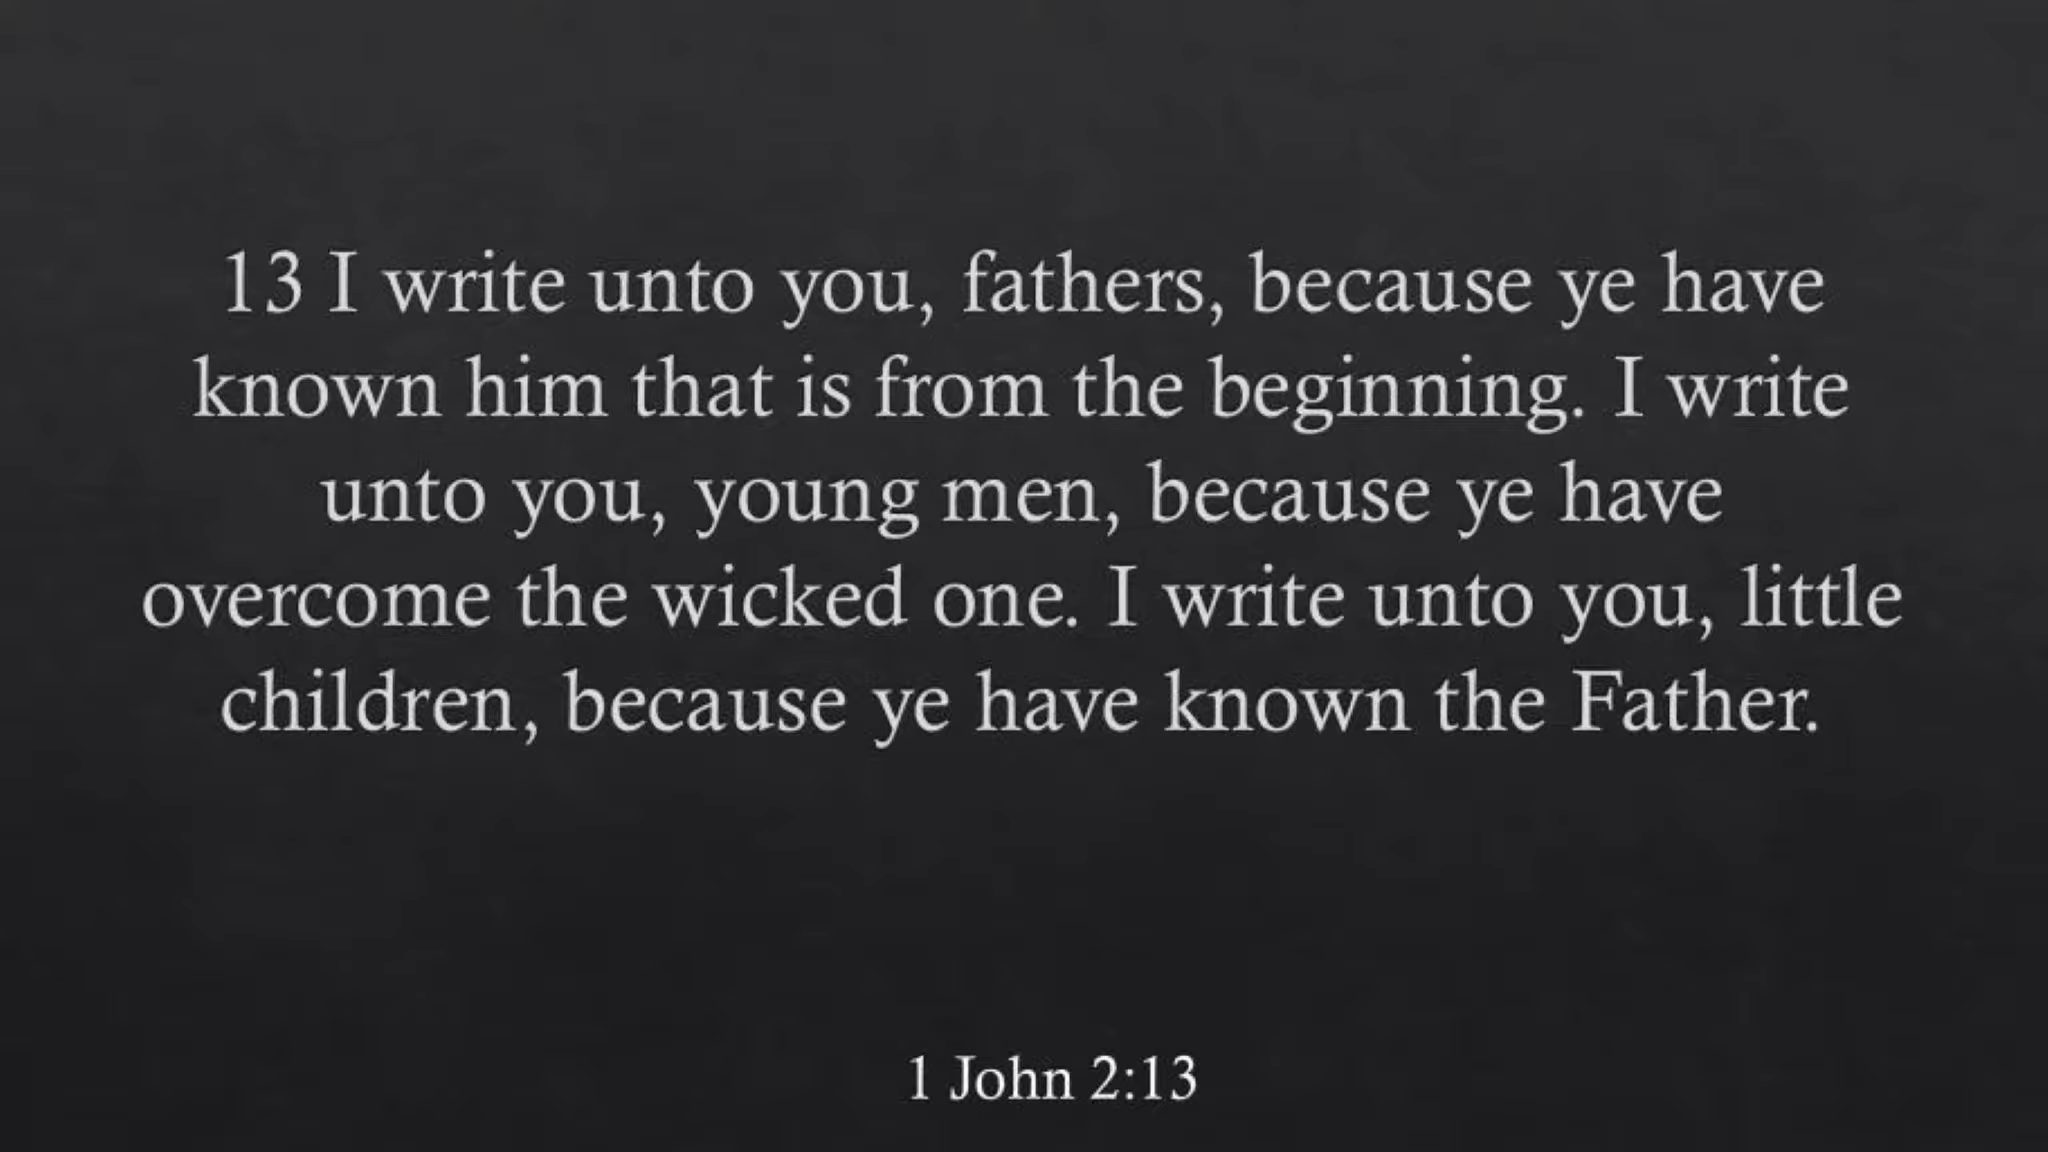 13 I write unto you, fathers, because ye have
known him that is from the beginning. I write
unto you, young men, because ye have
overcome the wicked one. I write unto you, little
children, because ye have known the Father.
1 John 2:13